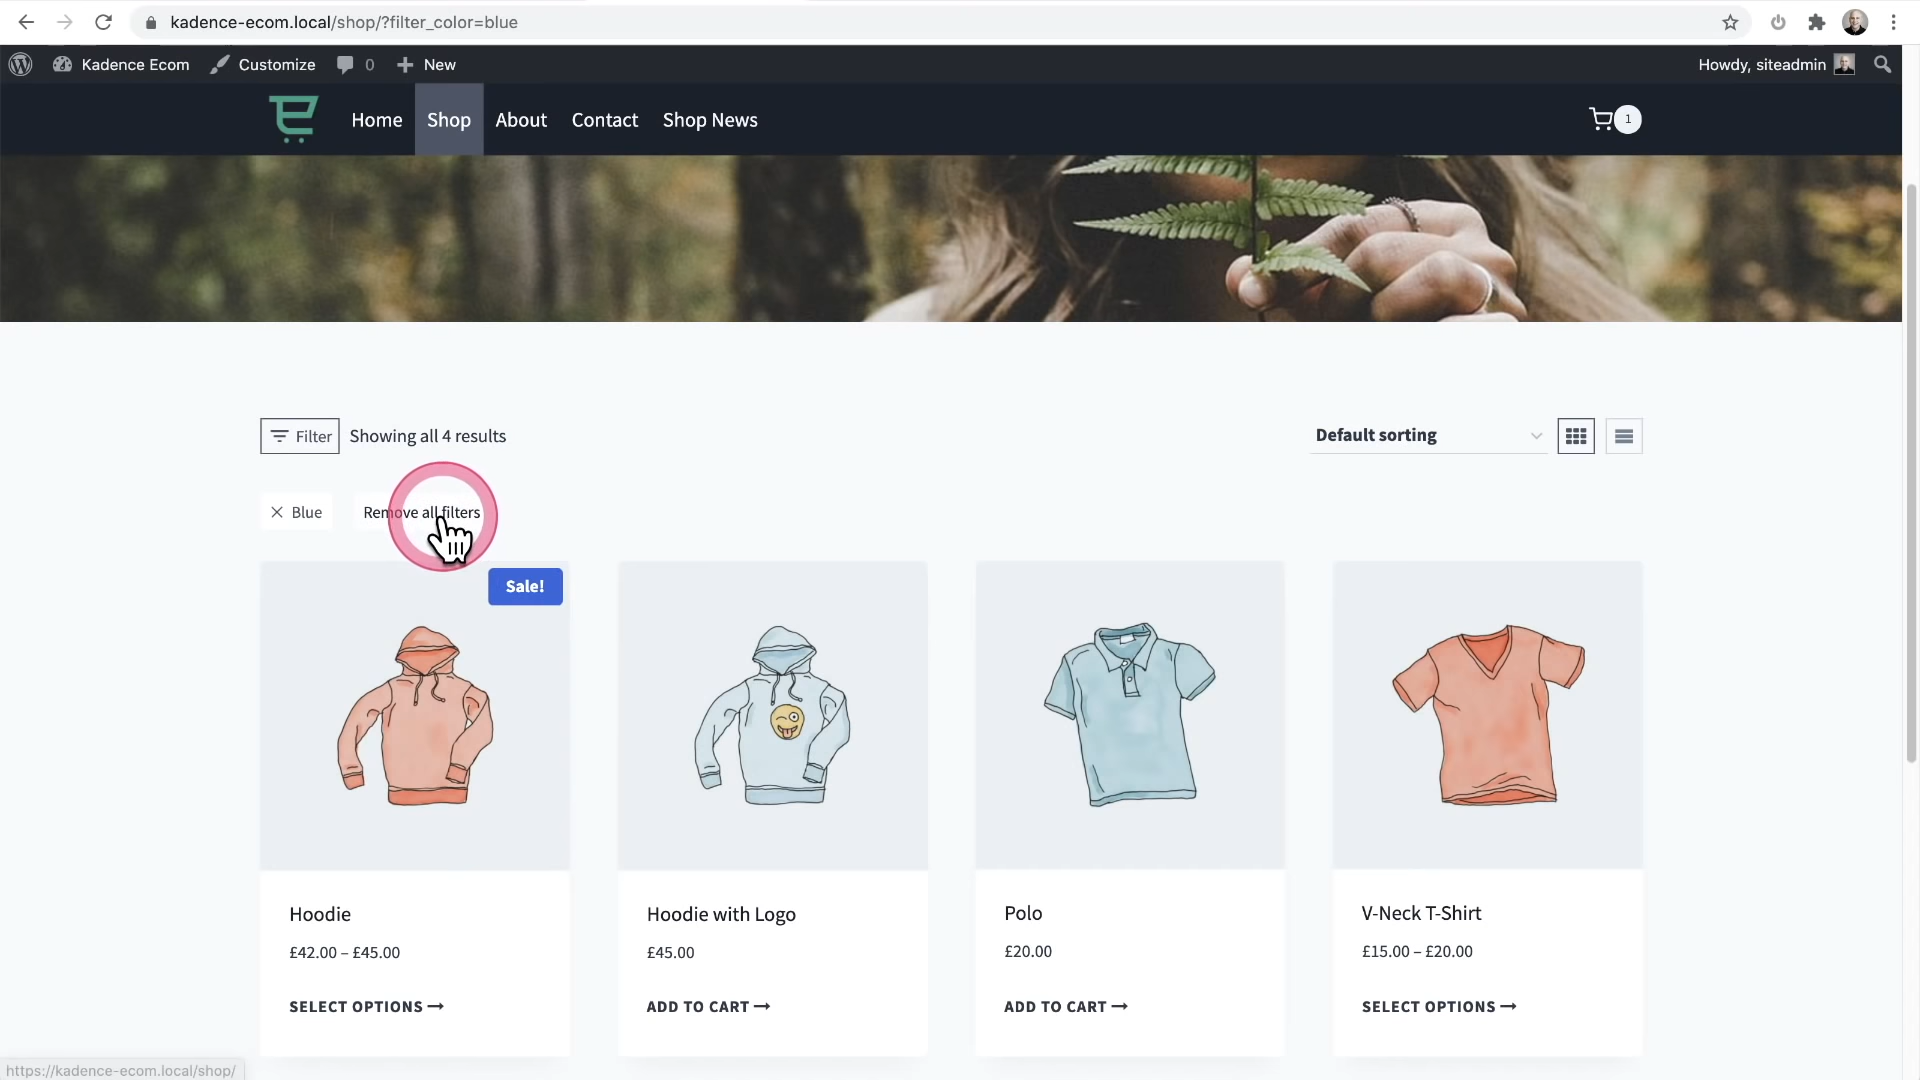 kadence-ecom.local/shop/?filter_color=blue
Kadence Ecom Customize 0 New Howdy, siteadmin
Home Shop About Contact Shop News 1
Filter Showing all 4 results Default sorting
Blue Remove all filters
Sale!
Hoodie Hoodie with Logo Polo V-Neck T-Shirt
£42.00 – £45.00 £45.00 £20.00 £15.00 – £20.00
SELECT OPTIONS ADD TO CART ADD TO CART SELECT OPTIONS
https://kadence-ecom.local/shop/